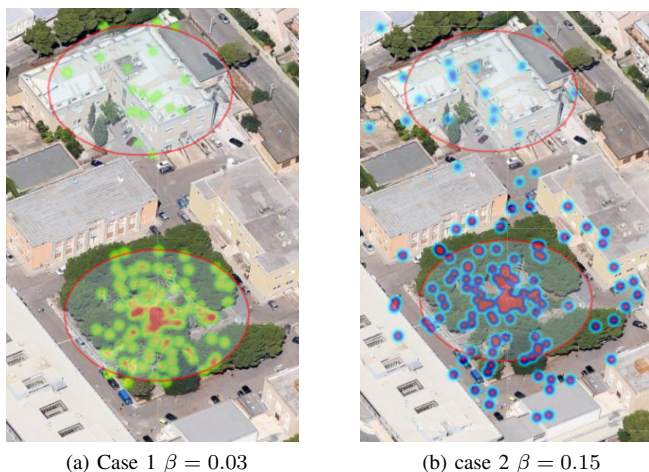 (a) Case 1 β = 0.03
(b) case 2 β = 0.15